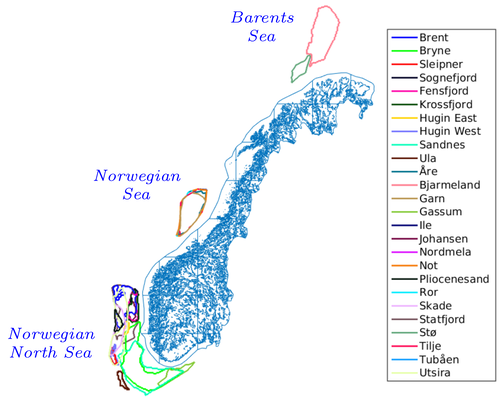 Barents
Sea
Norwegian
Sea
Norwegian
North Sea
Brent
Bryne
Sleipner
Sognefjord
Fensfjord
Krossfjord
Hugin East
Hugin West
Sandnes
Ula
Åre
Bjarmeland
Garn
Gassum
Ile
Johansen
Nordmela
Not
Pliocenesand
Ror
Skade
Statfjord
Stø
Tilje
Tubåen
Utsira